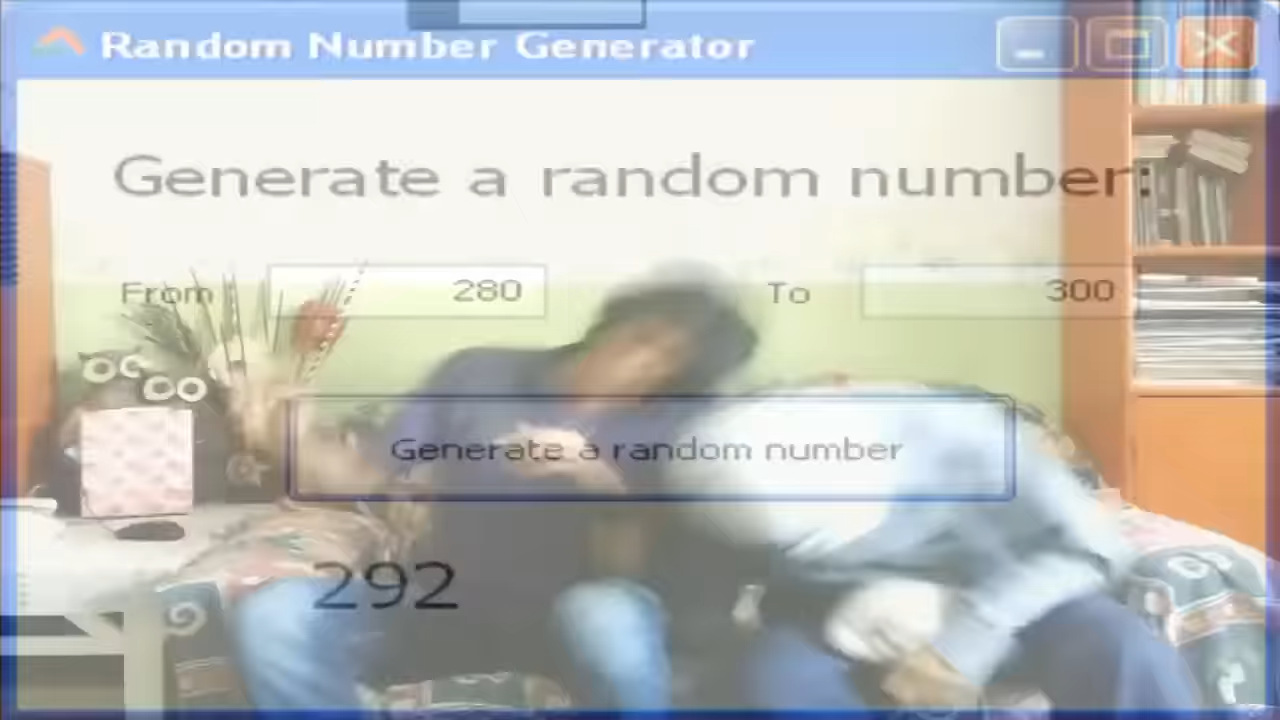 Random Number Generator
Generate a random number:
From 280 To 300
Generate a random number
292